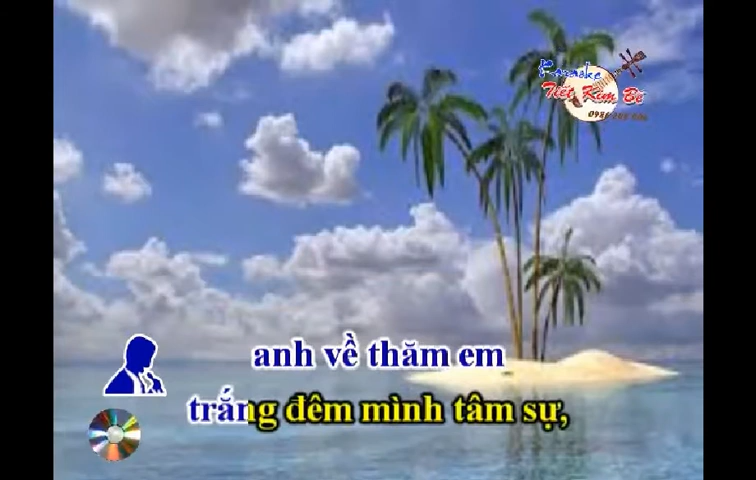 Karaoke
Tiết Kim Bé
anh về thăm em
trắng đêm mình tâm sự,